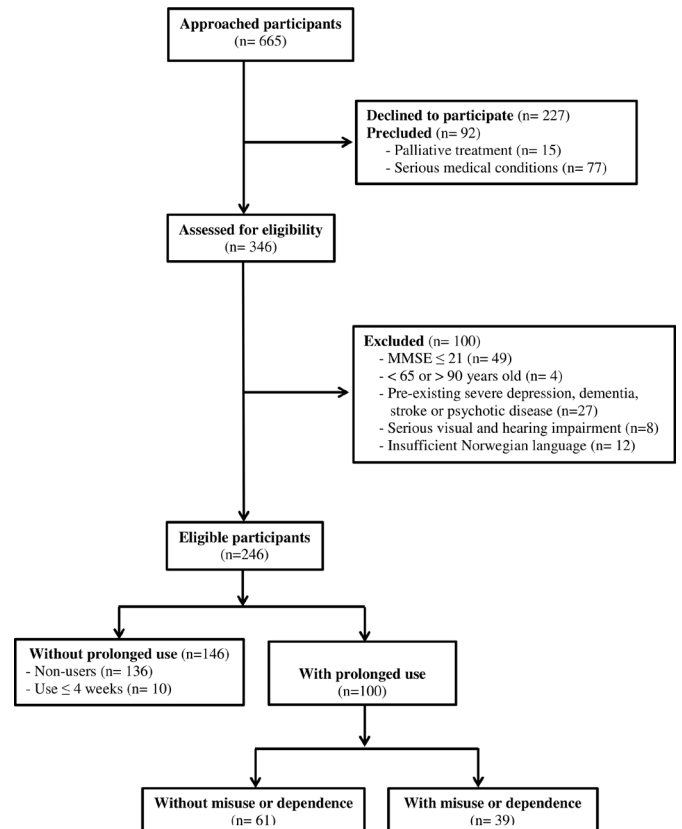 Approached participants
(n= 665)
Declined to participate (n= 227)
Precluded (n= 92)
- Palliative treatment (n= 15)
- Serious medical conditions (n= 77)
Assessed for eligibility
(n= 346)
Excluded (n= 100)
- MMSE ≤ 21 (n= 49)
- < 65 or > 90 years old (n= 4)
- Pre-existing severe depression, dementia,
stroke or psychotic disease (n=27)
- Serious visual and hearing impairment (n=8)
- Insufficient Norwegian language (n= 12)
Eligible participants
(n=246)
Without prolonged use (n=146)
- Non-users (n= 136)
- Use ≤ 4 weeks (n= 10)
With prolonged use
(n=100)
Without misuse or dependence
(n= 61)
With misuse or dependence
(n= 39)